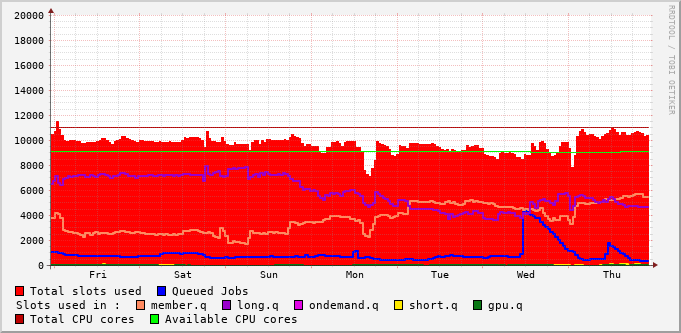 RRDTOOL / TOBI OETIKER
20000
18000
16000
14000
12000
10000
8000
6000
4000
2000
0
Fri Sat Sun Mon Tue Wed Thu
Total slots used Queued Jobs
Slots used in : member.q long.q ondemand.q short.q gpu.q
Total CPU cores Available CPU cores